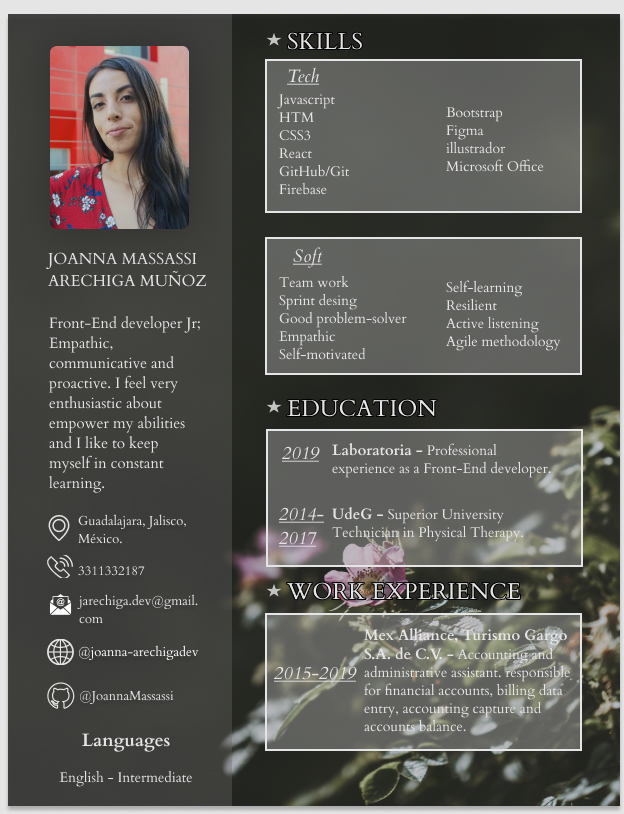 JOANNA MASSASSI
ARECHIGA MUÑOZ
Front-End developer Jr;
Empathic,
communicative and
proactive. I feel very
enthusiastic about
empower my abilities
and I like to keep
myself in constant
learning.
Guadalajara, Jalisco,
México.
3311332187
jarechiga.dev@gmail.
com
@joanna-arechigadev
@JoannaMassassi
Languages
English - Intermediate
SKILLS
Tech
Javascript
HTM
CSS3
React
GitHub/Git
Firebase
Bootstrap
Figma
illustrador
Microsoft Office
Soft
Team work
Sprint desing
Good problem-solver
Empathic
Self-motivated
Self-learning
Resilient
Active listening
Agile methodology
EDUCATION
2019
Laboratoria - Professional
experience as a Front-End developer.
2014-
2017
UdeG - Superior University
Technician in Physical Therapy.
WORK EXPERIENCE
2015-2019
Mex Alliance, Turismo Gargo
S.A. de C.V. - Accounting and
administrative assistant. responsible
for financial accounts, billing data
entry, accounting capture and
accounts balance.